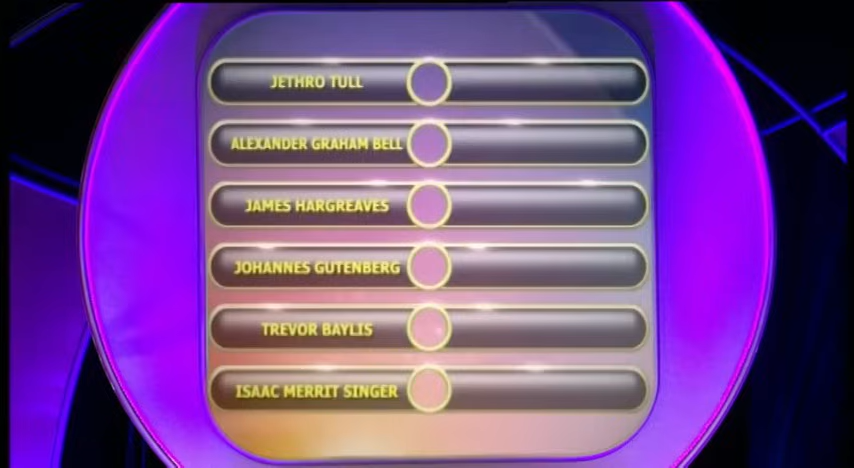 JETHRO TULL
ALEXANDER GRAHAM BELL
JAMES HARGREAVES
JOHANNES GUTENBERG
TREVOR BAYLIS
ISAAC MERRIT SINGER